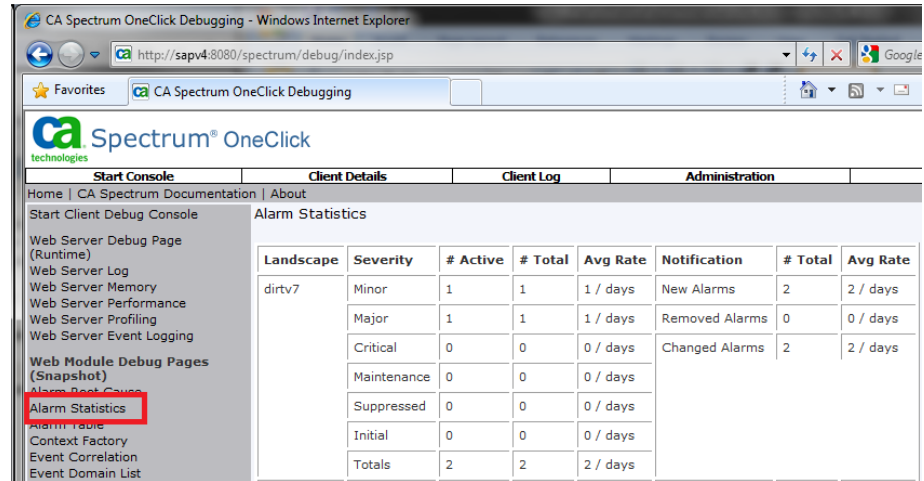 CA Spectrum OneClick Debugging - Windows Internet Explorer
http://sapv4:8080/spectrum/debug/index.jsp
Google
Favorites
CA Spectrum OneClick Debugging
ca
technologies
Spectrum® OneClick
Start Console Client Details Client Log Administration
Home | CA Spectrum Documentation | About
Start Client Debug Console
Web Server Debug Page
(Runtime)
Web Server Log
Web Server Memory
Web Server Performance
Web Server Profiling
Web Server Event Logging
Web Module Debug Pages
(Snapshot)
Alarm Root Cause
Alarm Statistics
Alarm Table
Context Factory
Event Correlation
Event Domain List
Alarm Statistics
Landscape Severity # Active # Total Avg Rate Notification # Total Avg Rate
dirtv7 Minor 1 1 1 / days New Alarms 2 2 / days
Major 1 1 1 / days Removed Alarms 0 0 / days
Critical 0 0 0 / days Changed Alarms 2 2 / days
Maintenance 0 0 0 / days
Suppressed 0 0 0 / days
Initial 0 0 0 / days
Totals 2 2 2 / days